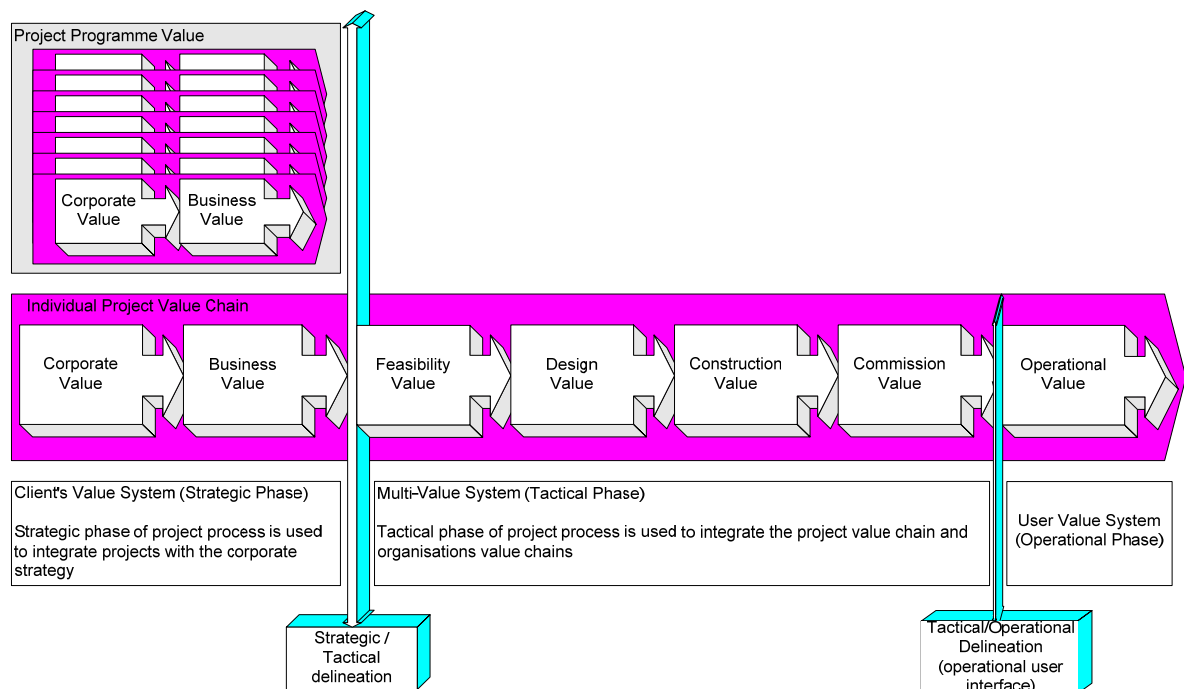 Project Programme Value
Corporate
Value
Business
Value
Individual Project Value Chain
Corporate
Value
Business
Value
Feasibility
Value
Design
Value
Construction
Value
Commission
Value
Operational
Value
Client's Value System (Strategic Phase)
Strategic phase of project process is used
to integrate projects with the corporate
strategy
Multi-Value System (Tactical Phase)
Tactical phase of project process is used to integrate the project value chain and
organisations value chains
User Value System
(Operational Phase)
Strategic /
Tactical
delineation
Tactical/Operational
Delineation
(operational user
interface)